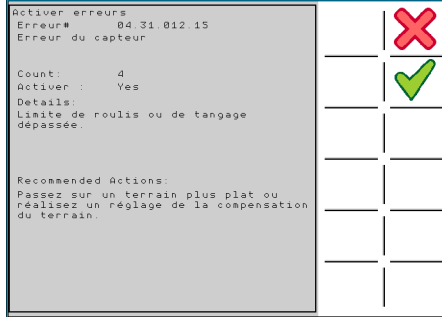 Activer erreurs
Erreur# 04.31.012.15
Erreur du capteur
Count: 4
Activer : Yes
Details:
Limite de roulis ou de tangage
dépassée.
Recommended Actions:
Passez sur un terrain plus plat ou
réalisez un réglage de la compensation
du terrain.